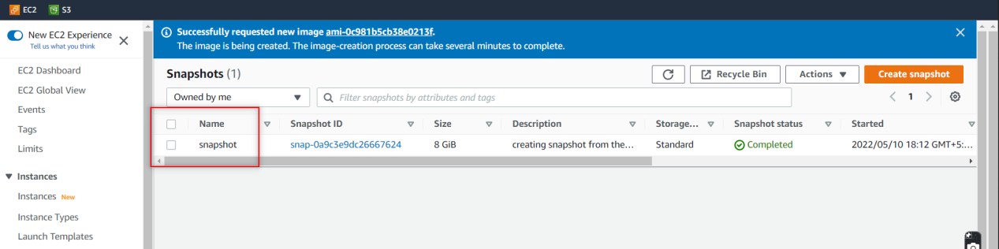 EC2 S3
New EC2 Experience
Tell us what you think
EC2 Dashboard
EC2 Global View
Events
Tags
Limits
Instances
Instances New
Instance Types
Launch Templates
Successfully requested new image ami-0c981b5cb38e0213f.
The image is being created. The image-creation process can take several minutes to complete.
Snapshots (1)
Recycle Bin
Actions
Create snapshot
Owned by me
Filter snapshots by attributes and tags
1
Name Snapshot ID Size Description Storage... Snapshot status Started
snapshot snap-0a9c3e9dc26667624 8 GiB creating snapshot from the... Standard Completed 2022/05/10 18:12 GMT+5:...